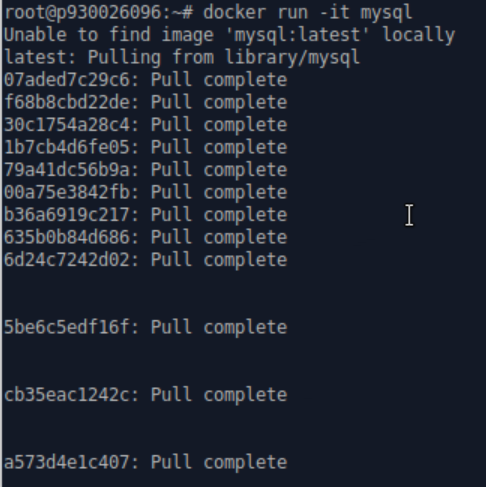 root@p930026096:~# docker run -it mysql
Unable to find image 'mysql:latest' locally
latest: Pulling from library/mysql
07aded7c29c6: Pull complete
f68b8cbd22de: Pull complete
30c1754a28c4: Pull complete
1b7cb4d6fe05: Pull complete
79a41dc56b9a: Pull complete
00a75e3842fb: Pull complete
b36a6919c217: Pull complete
635b0b84d686: Pull complete
6d24c7242d02: Pull complete
5be6c5edf16f: Pull complete
cb35eac1242c: Pull complete
a573d4e1c407: Pull complete